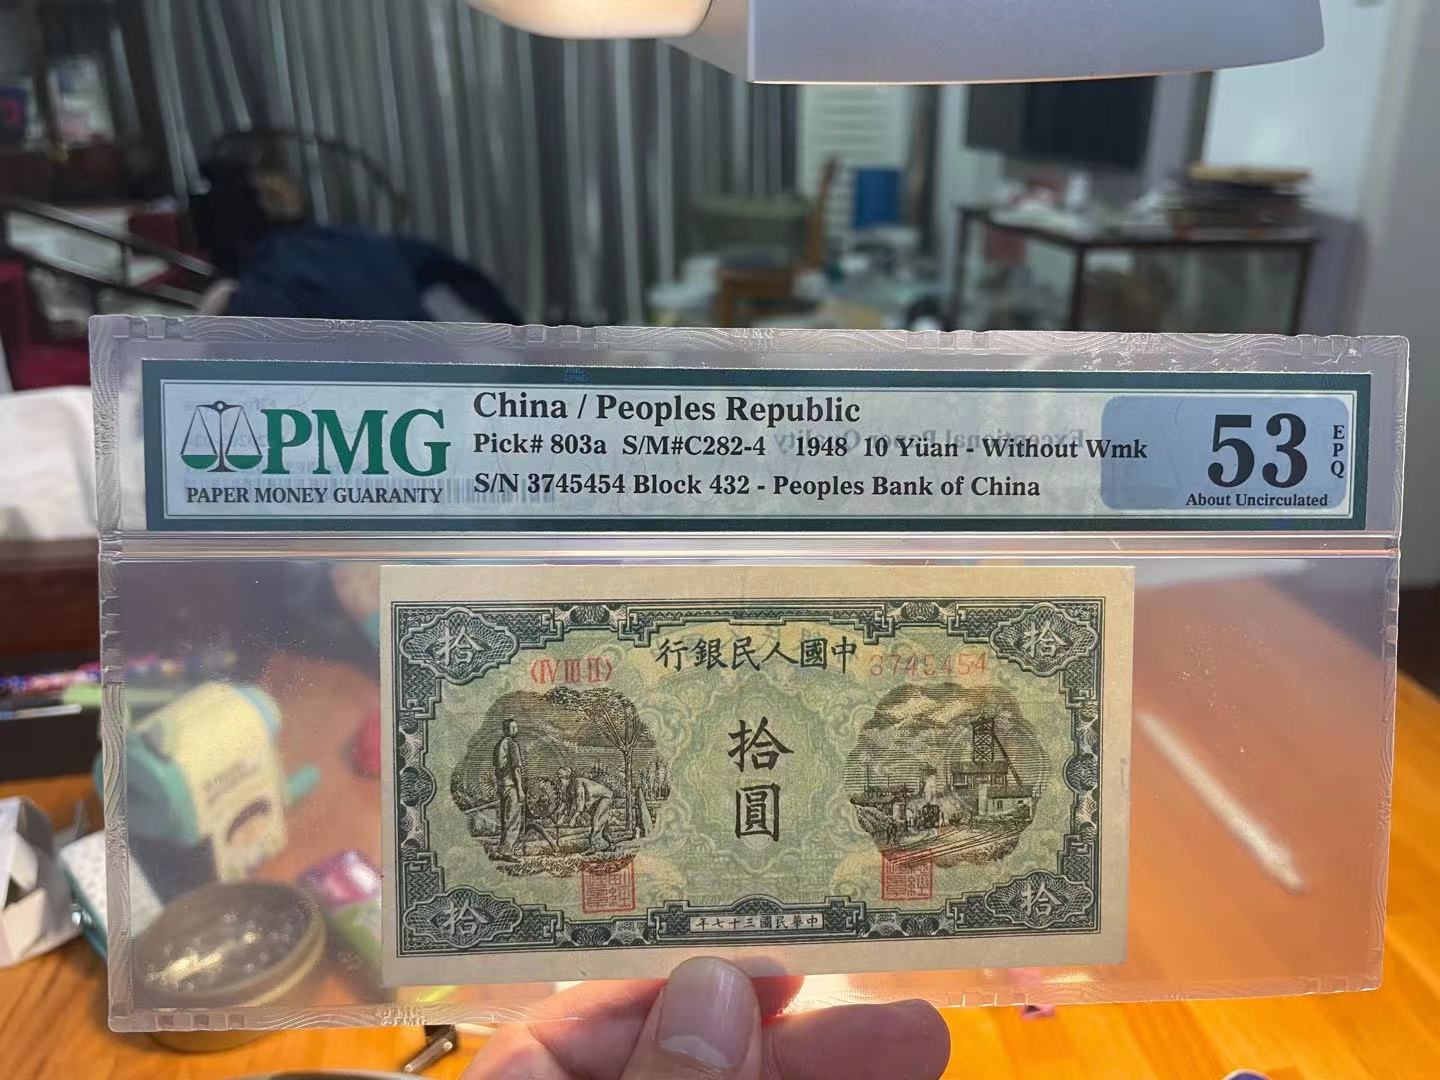 PMG
PAPER MONEY GUARANTY
China / Peoples Republic
Pick# 803a S/M#C282-4 1948 10 Yüan - Without Wmk
S/N 3745454 Block 432 - Peoples Bank of China
53
EPQ
About Uncirculated
拾
行銀民人國中
拾
〈IV III II〉
3745454
拾
圓
拾
年七十三國民華中
拾